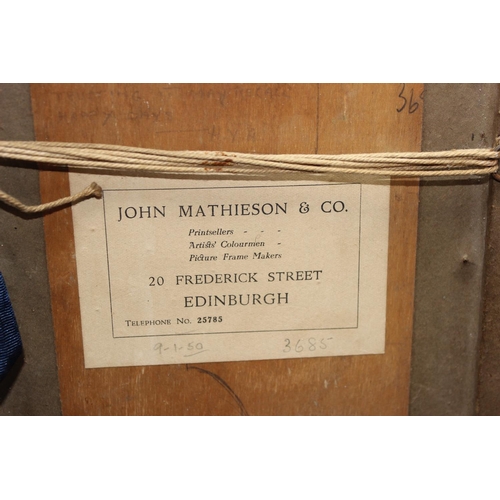 36
JOHN MATHIESON & CO.
Printsellers - - -
Artists' Colourmen -
Picture Frame Makers
20 FREDERICK STREET
EDINBURGH
TELEPHONE No. 25785
9-1-50 3685